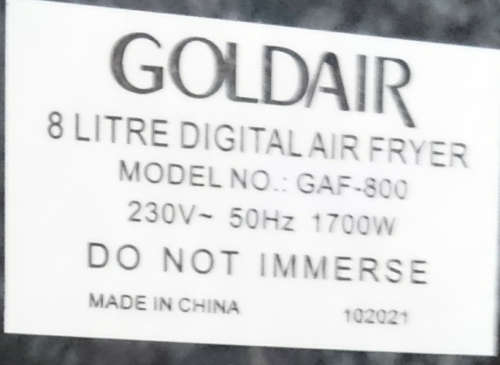 GOLDAIR
8 LITRE DIGITAL AIR FRYER
MODEL NO.: GAF-800
230V~ 50Hz 1700W
DO NOT IMMERSE
MADE IN CHINA 102021